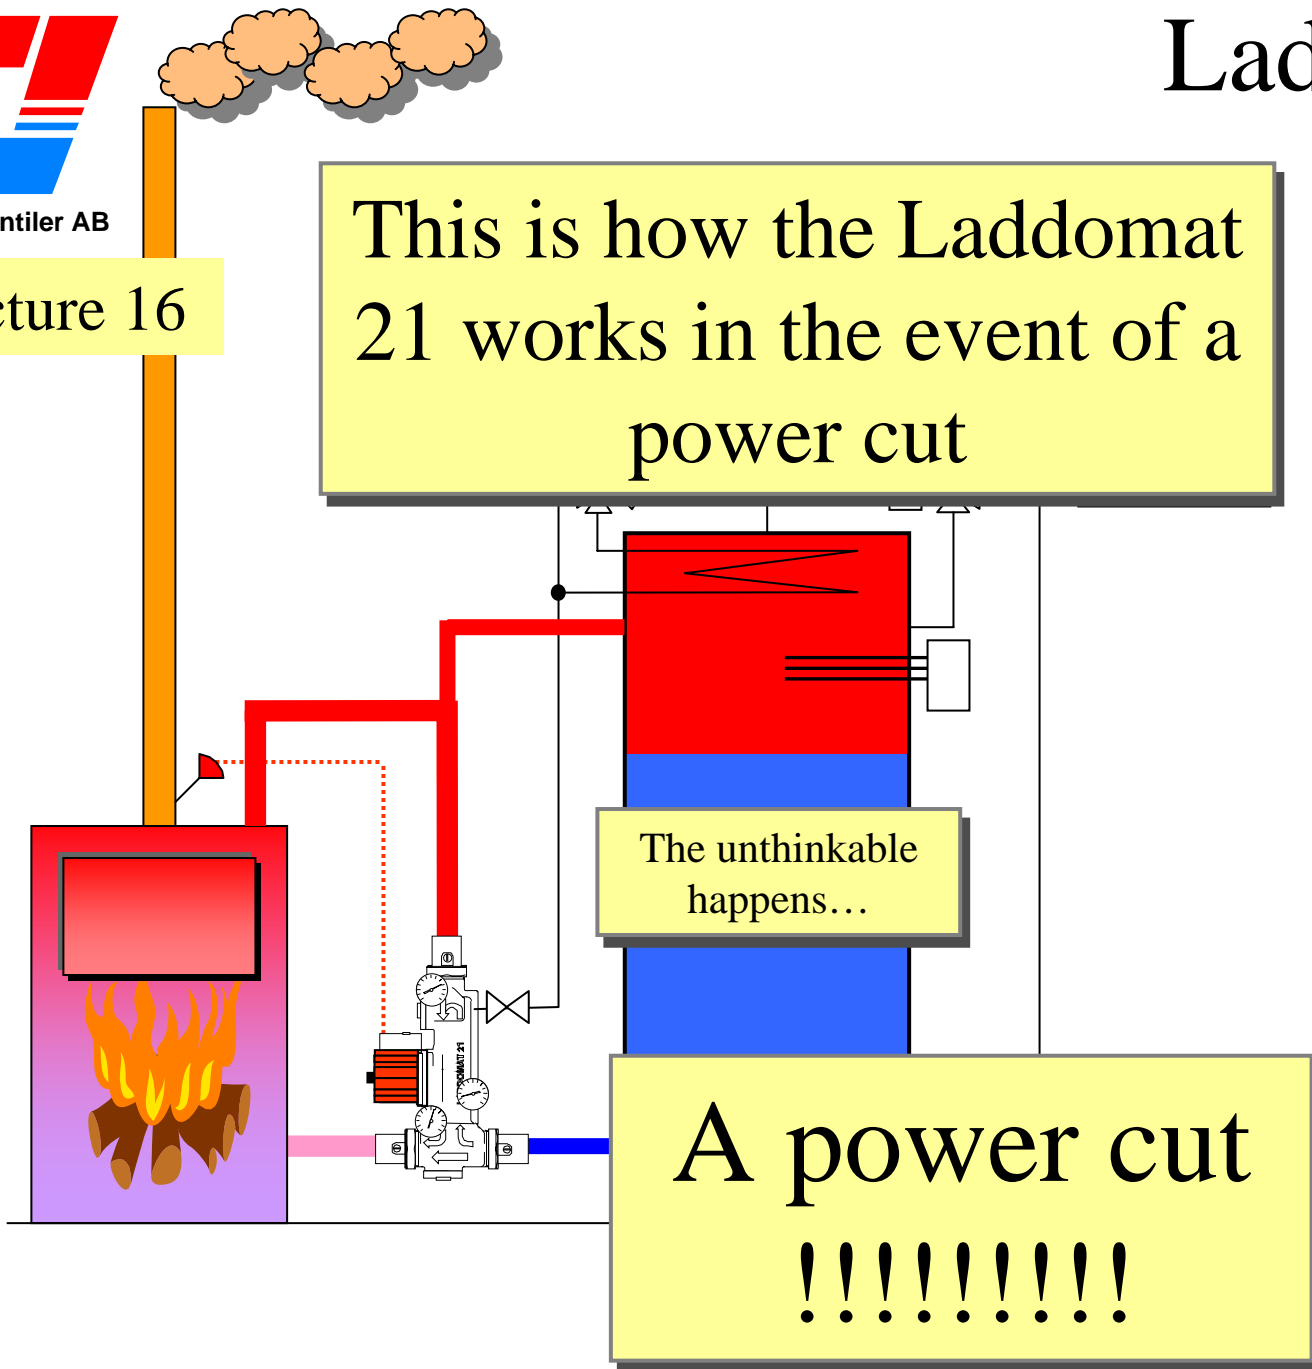 Lad
ntiler AB
cture 16
This is how the Laddomat
21 works in the event of a
power cut
The unthinkable
happens…
A power cut
!!!!!!!!!